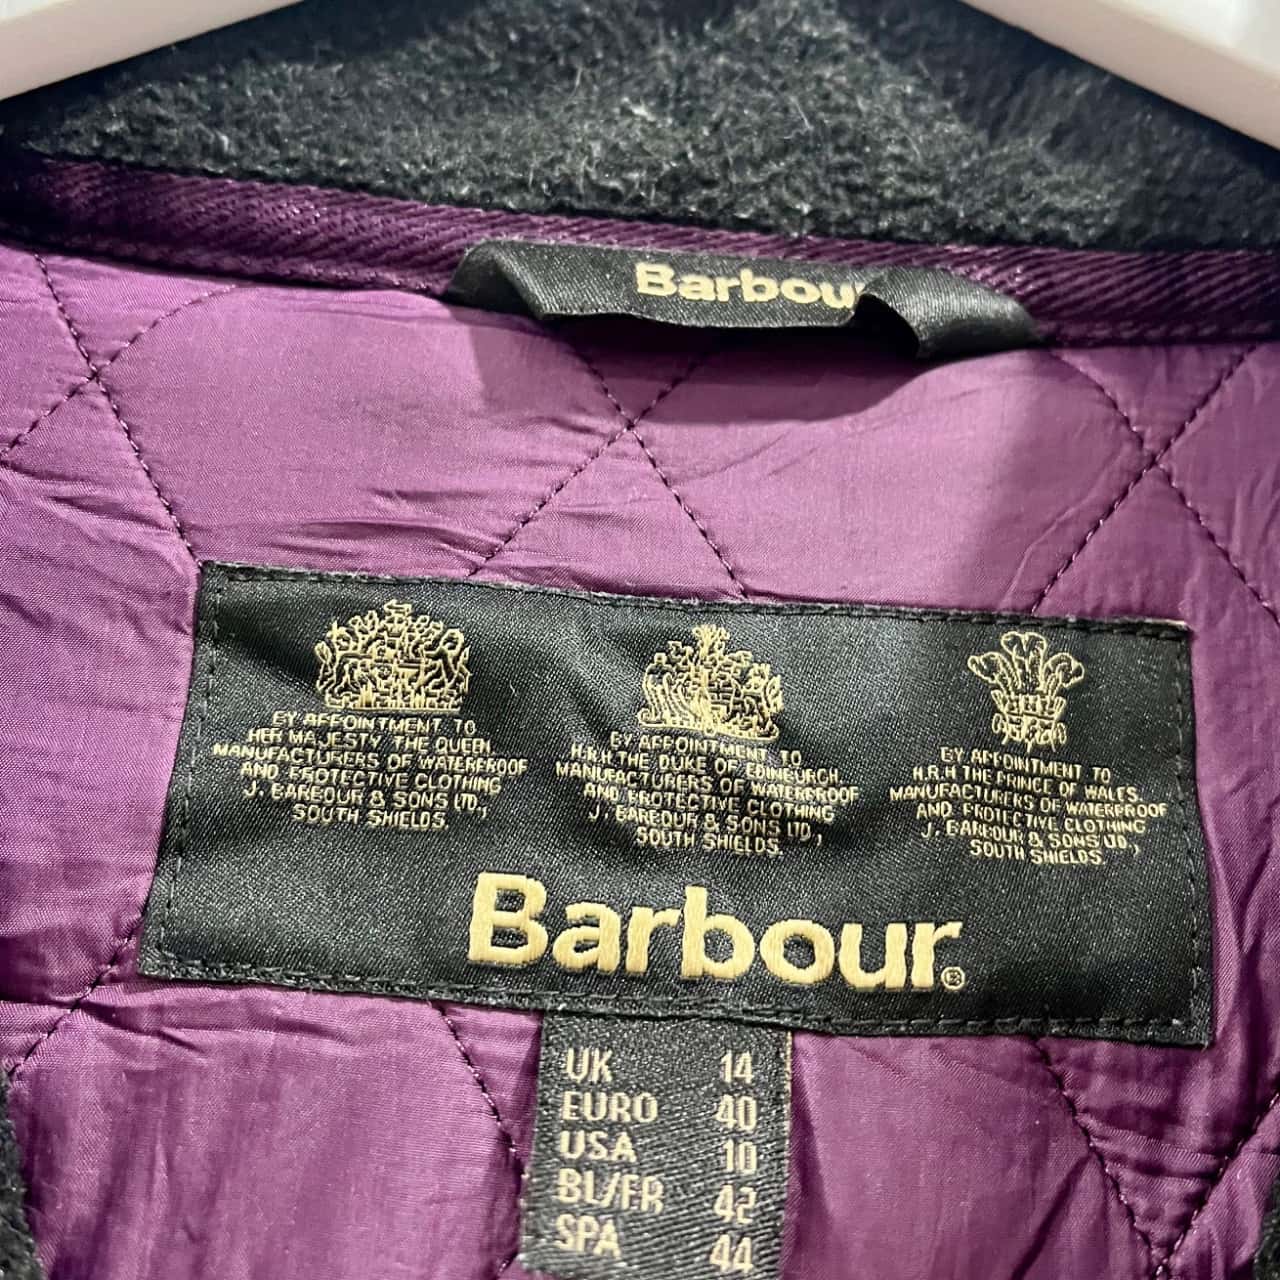 Barbou
BY APPOINTMENT TO
HER MAJESTY THE QUEEN
MANUFACTURERS OF WATERPROOF
AND PROTECTIVE CLOTHING
J. BARBOUR & SONS LTD.,
SOUTH SHIELDS.
BY APPOINTMENT TO
H.R.H. THE DUKE OF EDINBURGH.
MANUFACTURERS OF WATERPROOF
AND PROTECTIVE CLOTHING
J. BARBOUR & SONS LTD.,
SOUTH SHIELDS.
BY APPOINTMENT TO
H.R.H THE PRINCE OF WALES.
MANUFACTURERS OF WATERPROOF
AND PROTECTIVE CLOTHING
J. BARBOUR & SONS LTD.,
SOUTH SHIELDS.
Barbour®
UK 14
EURO 40
USA 10
BL/FR 42
SPA 44